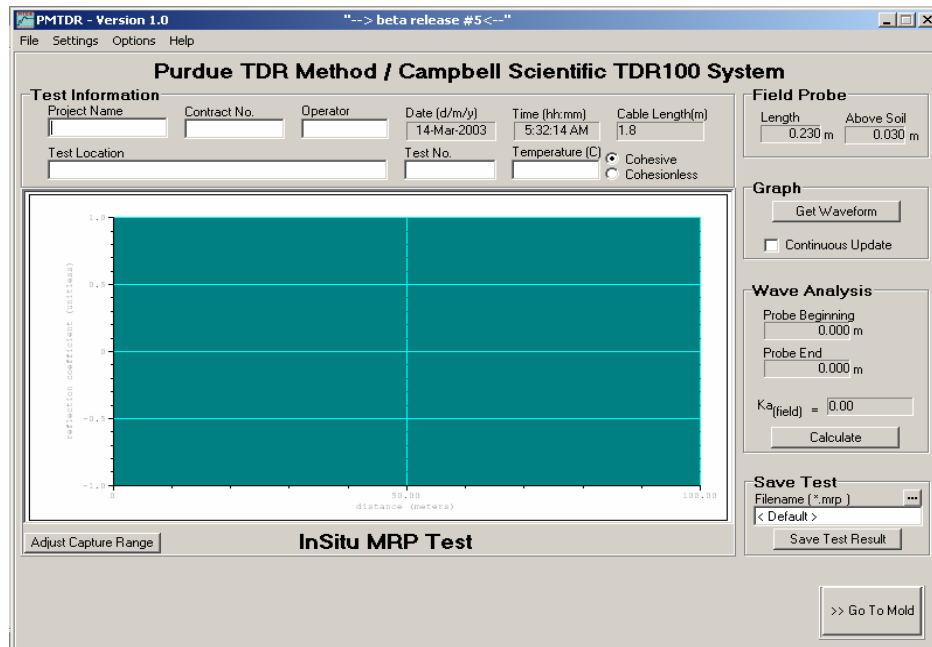 PMTDR - Version 1.0 "--> beta release #5<--"
File Settings Options Help
Purdue TDR Method / Campbell Scientific TDR100 System
Test Information
Project Name Contract No. Operator Date (d/m/y) Time (hh:mm) Cable Length(m)
14-Mar-2003 5:32:14 AM 1.8
Test Location Test No. Temperature (C) Cohesive
Cohesionless
Field Probe
Length Above Soil
0.230 m 0.030 m
Graph
Get Waveform
Continuous Update
Wave Analysis
Probe Beginning
0.000 m
Probe End
0.000 m
Ka(field) = 0.00
Calculate
Save Test
Filename ( *.mrp ) ...
< Default >
Save Test Result
1.0
0.5
0
-0.5
-1.0
reflection coefficient (unitless)
0 50.00 100.00
distance (meters)
Adjust Capture Range InSitu MRP Test
>> Go To Mold